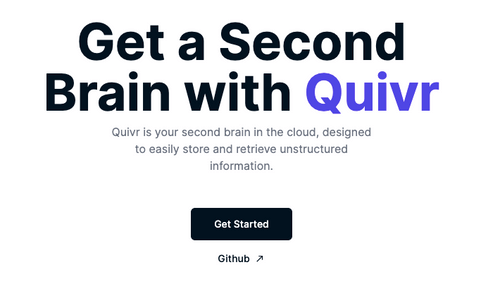 Get a Second
Brain with Quivr
Quivr is your second brain in the cloud, designed
to easily store and retrieve unstructured
information.
Get Started
Github ↗